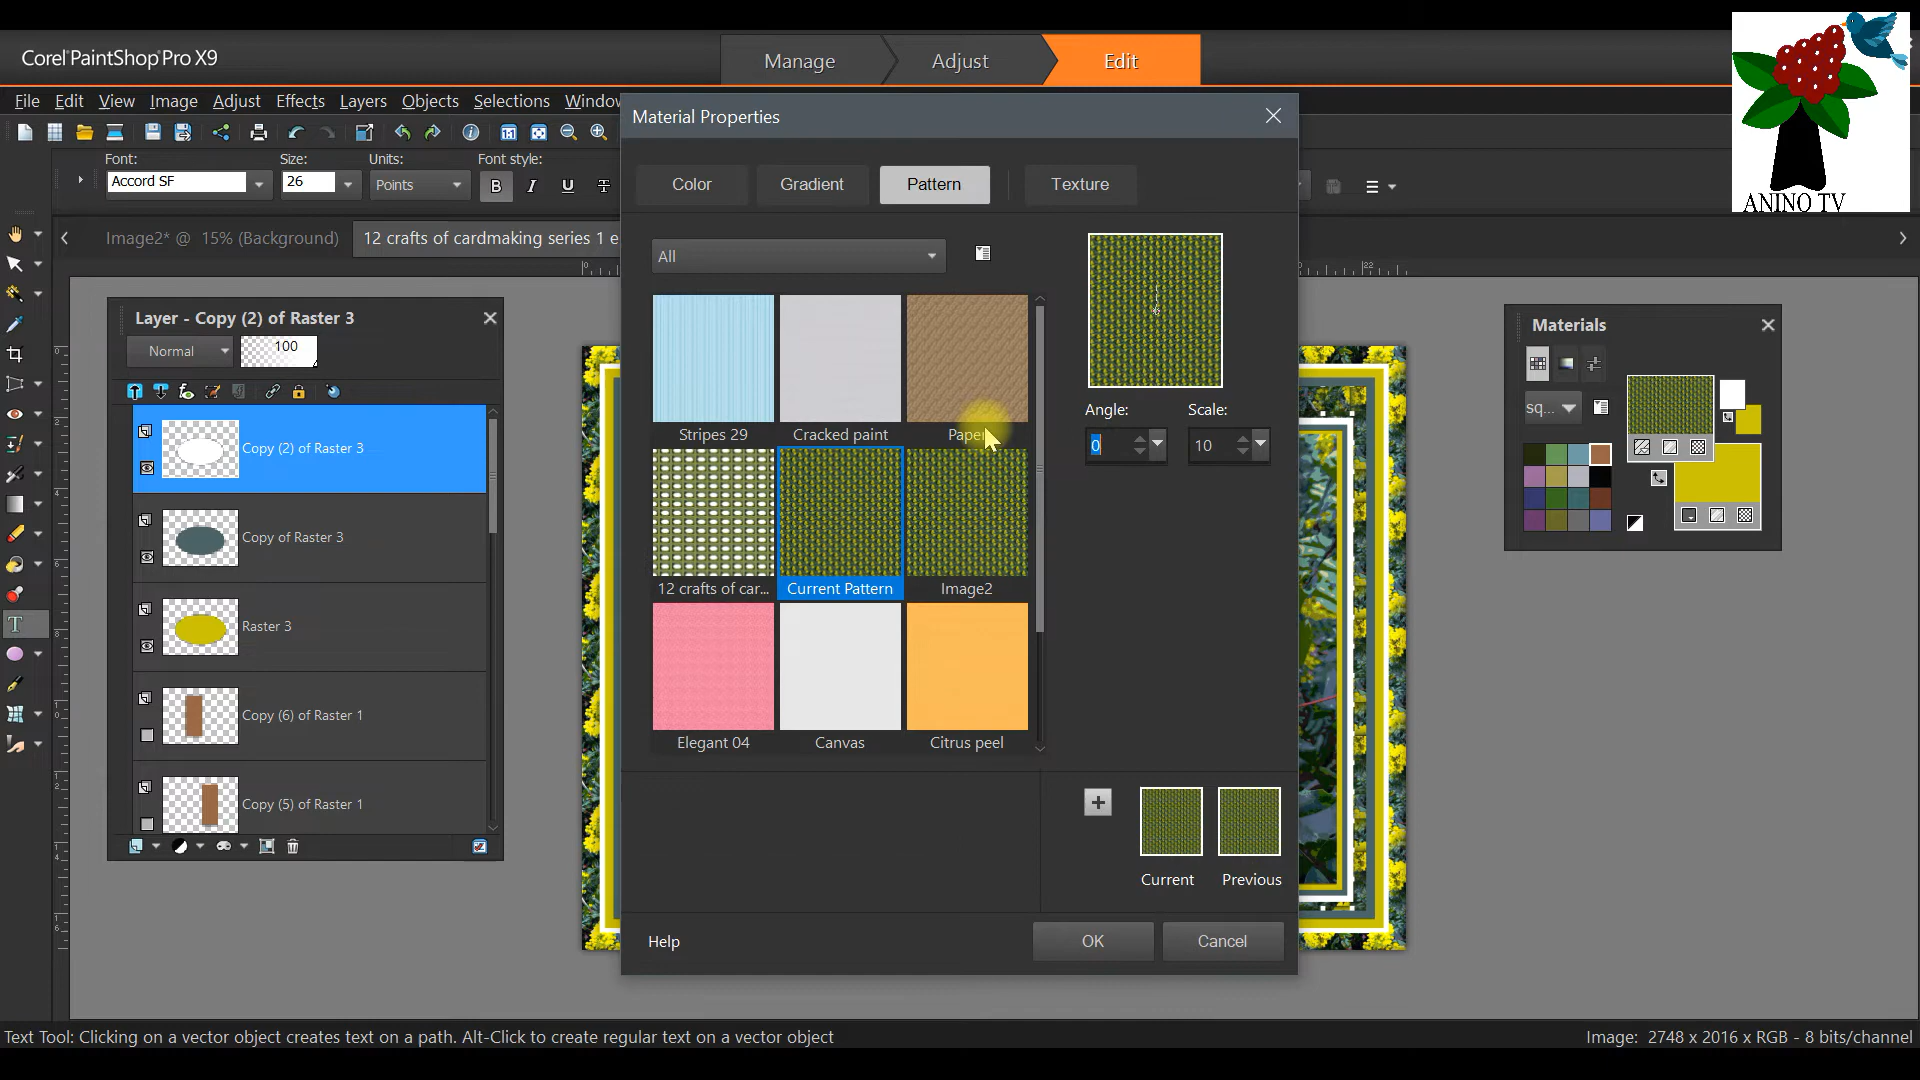 Corel PaintShop Pro X9
Manage
Adjust
Edit
ANINO TV
File Edit View Image Adjust Effects Layers Objects Selections Window
Font:
Accord SF
Size:
26
Units:
Points
Font style:
B I U T
Image2* @ 15% (Background)
12 crafts of cardmaking series 1 e
Layer - Copy (2) of Raster 3
Normal
100
Copy (2) of Raster 3
Copy of Raster 3
Raster 3
Copy (6) of Raster 1
Copy (5) of Raster 1
Material Properties
Color
Gradient
Pattern
Texture
All
Stripes 29
Cracked paint
Paper
12 crafts of car...
Current Pattern
Image2
Elegant 04
Canvas
Citrus peel
Angle:
0
Scale:
10
Current
Previous
Help
OK
Cancel
22
Materials
sq...
Text Tool: Clicking on a vector object creates text on a path. Alt-Click to create regular text on a vector object
Image: 2748 x 2016 x RGB - 8 bits/channel